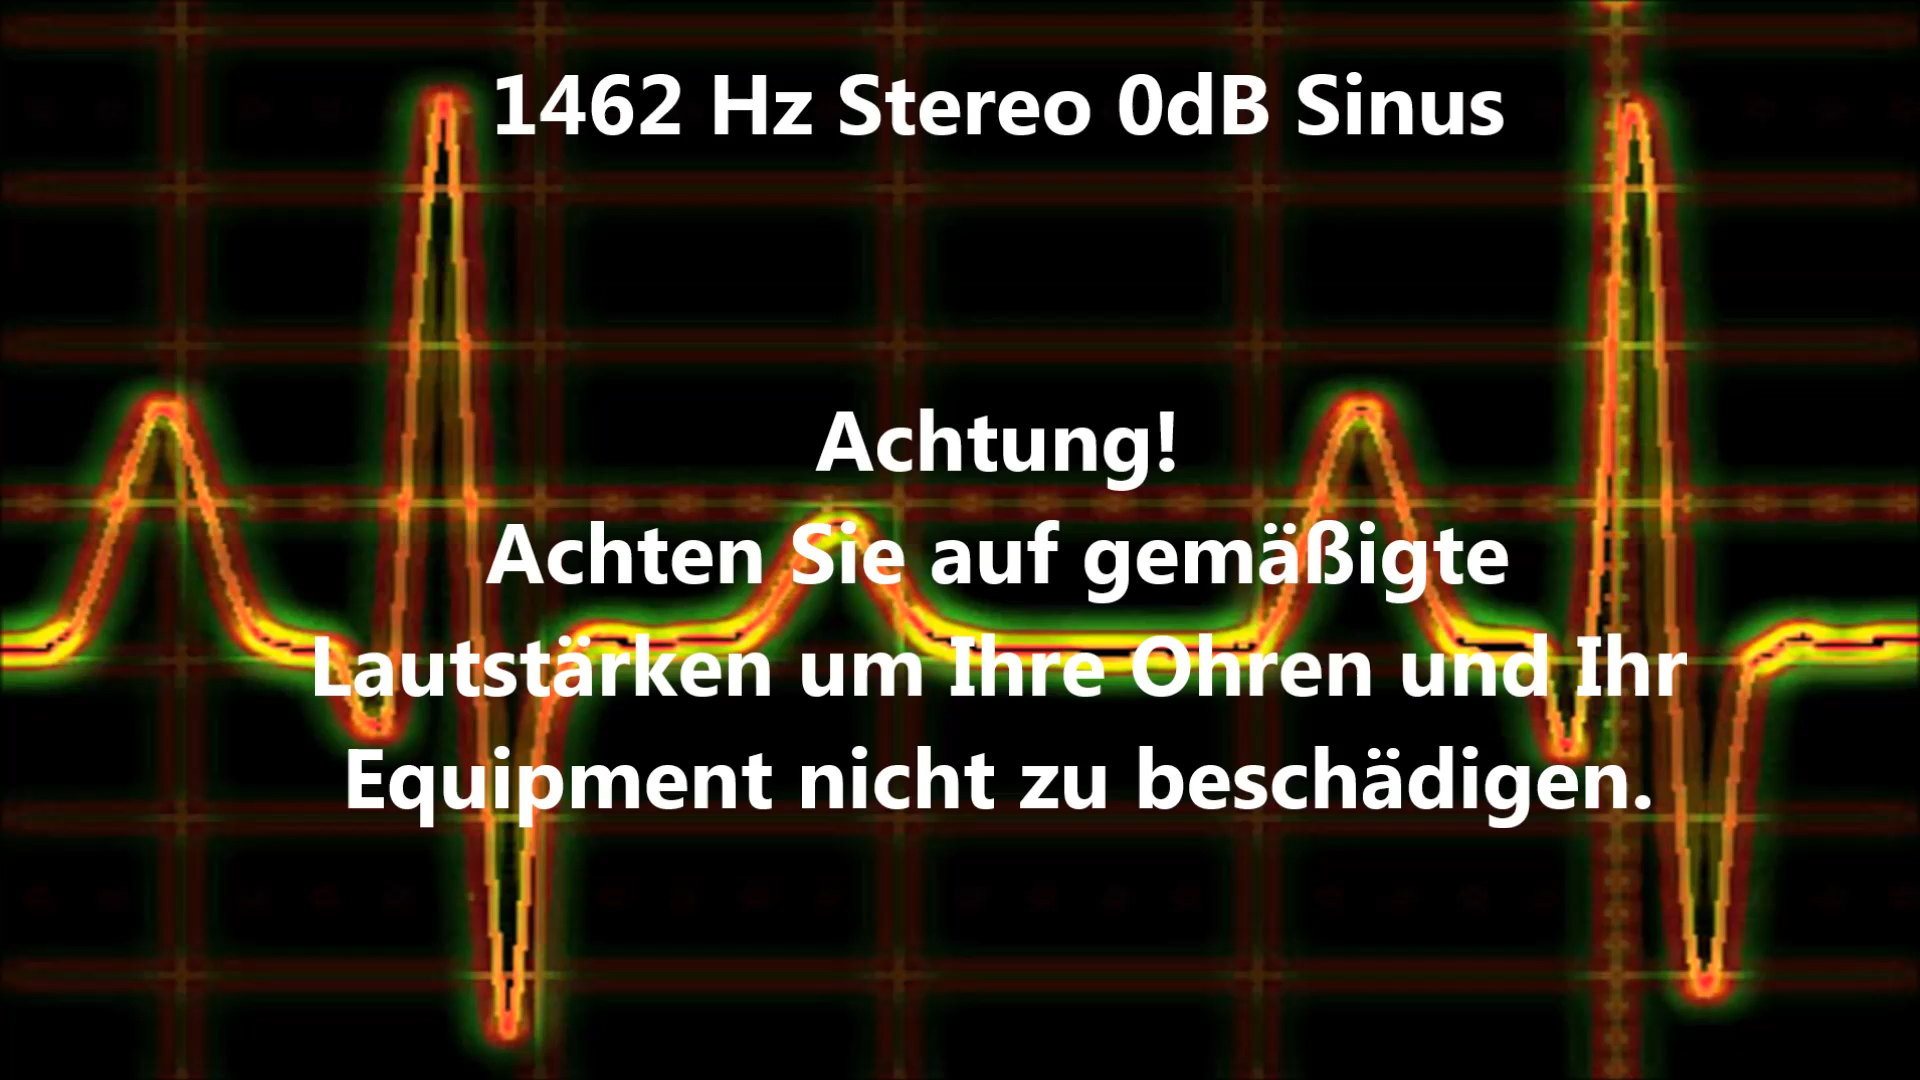 1462 Hz Stereo 0dB Sinus
Achtung!
Achten Sie auf gemäßigte
Lautstärken um Ihre Ohren und Ihr
Equipment nicht zu beschädigen.